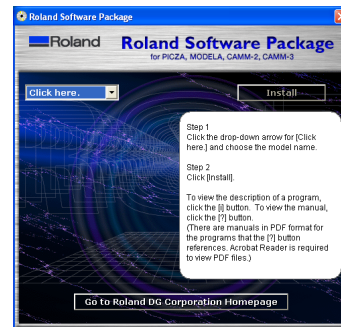 Roland Software Package
Roland
Roland Software Package
for PICZA, MODELA, CAMM-2, CAMM-3
Click here.
Install
Step 1
Click the drop-down arrow for [Click
here.] and choose the model name.
Step 2
Click [Install].
To view the description of a program,
click the [i] button. To view the manual,
click the [?] button.
(There are manuals in PDF format for
the programs that the [?] button
references. Acrobat Reader is required
to view PDF files.)
Go to Roland DG Corporation Homepage